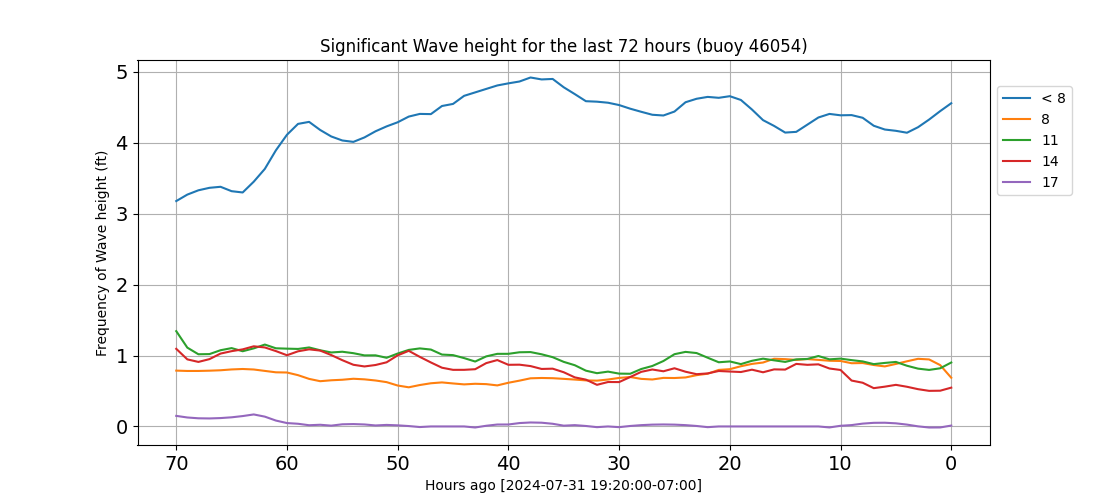 Significant Wave height for the last 72 hours (buoy 46054)
Frequency of Wave height (ft)
5
4
3
2
1
0
70 60 50 40 30 20 10 0
Hours ago [2024-07-31 19:20:00-07:00]
< 8
8
11
14
17